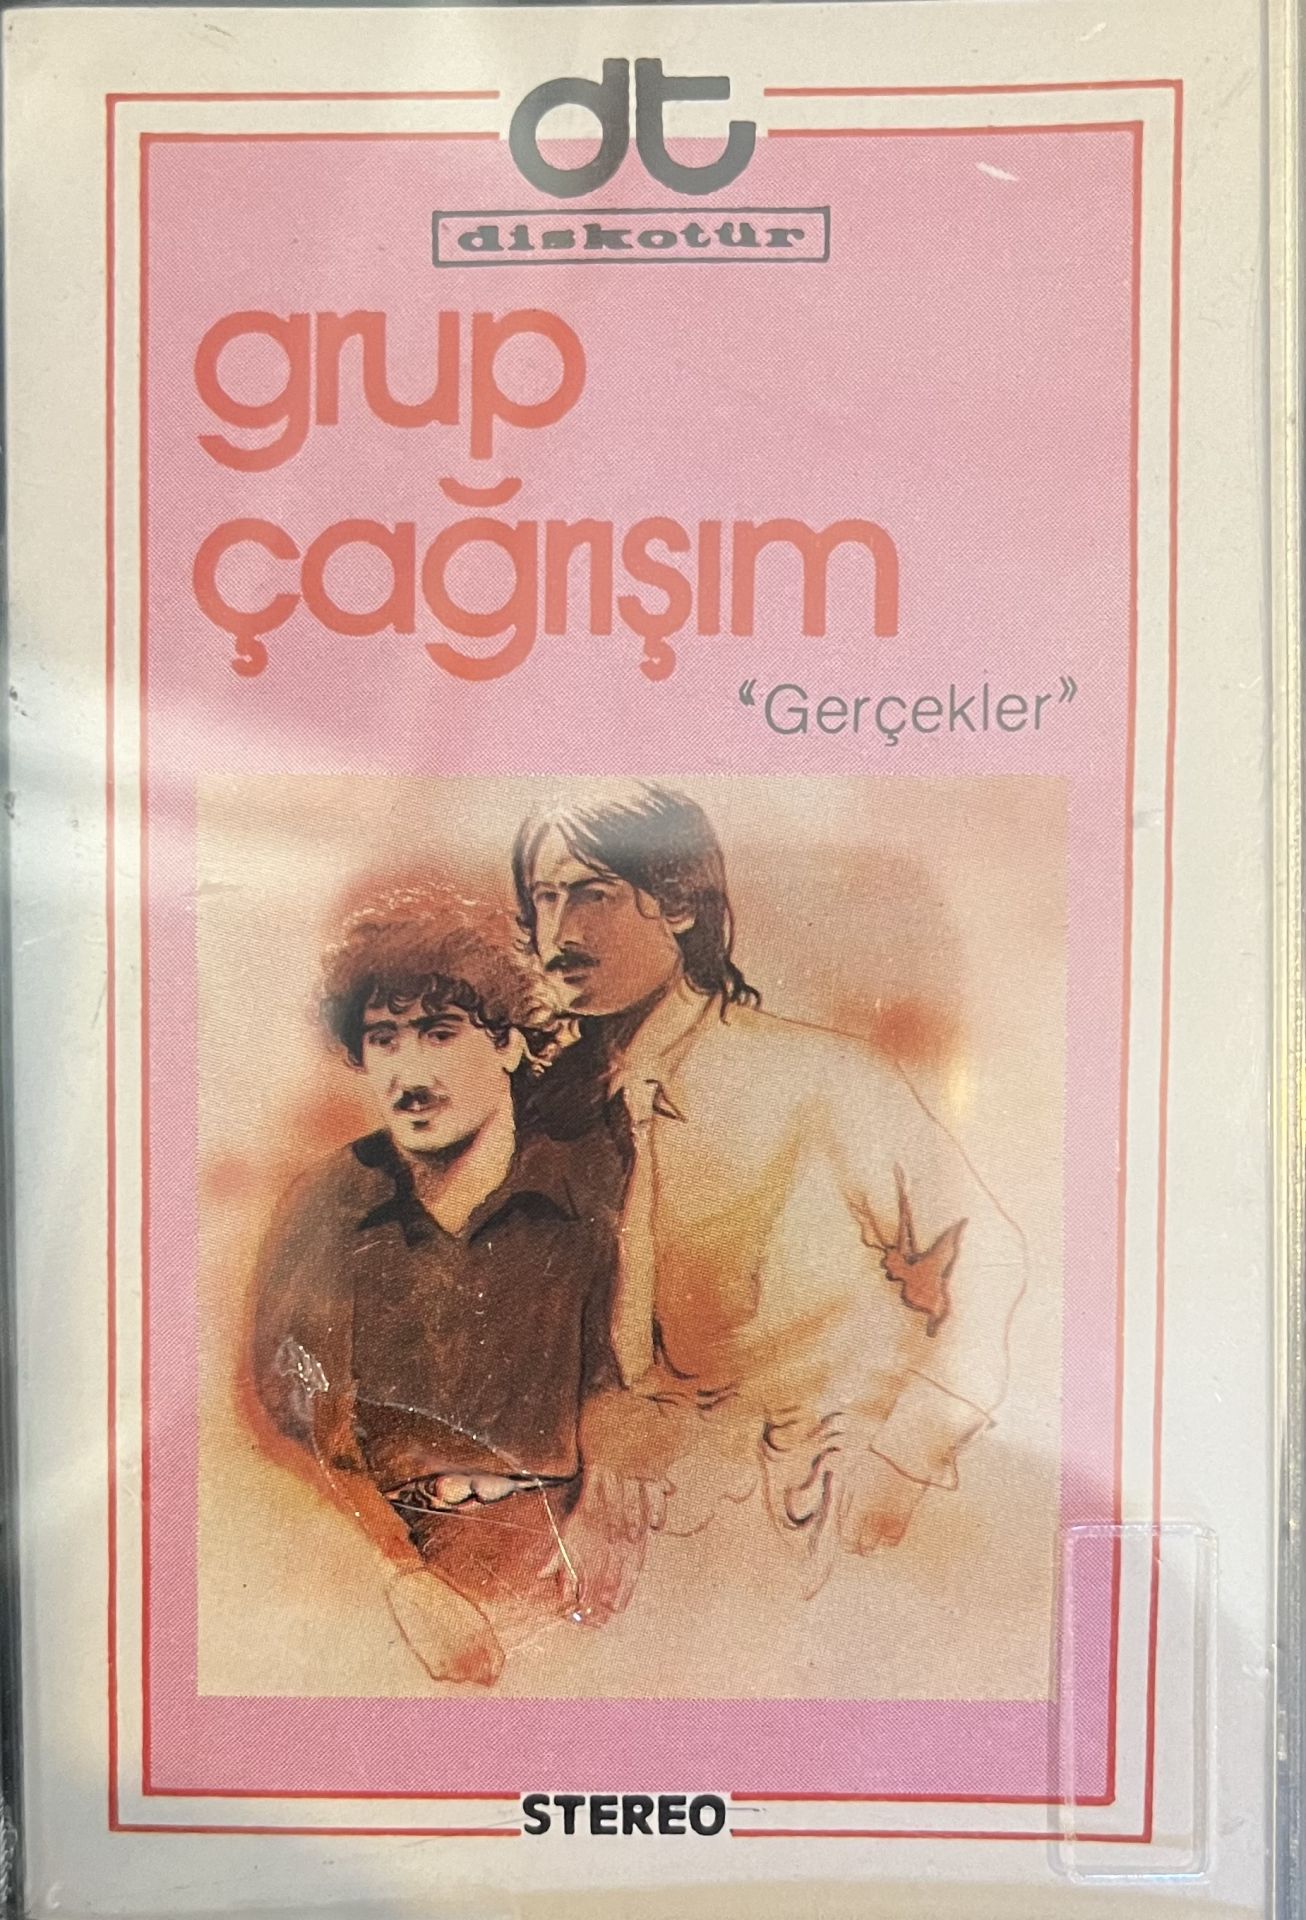 dt
diskotür
grup
çağrışım
“Gerçekler”
STEREO